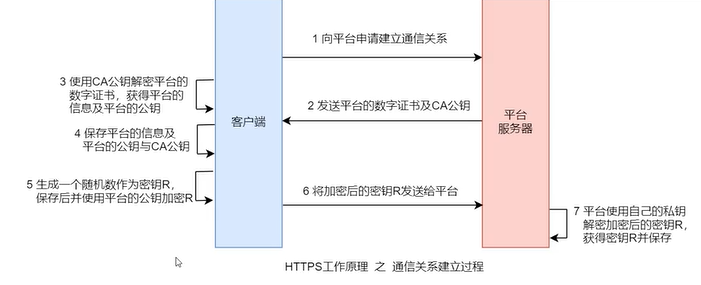 1 向平台申请建立通信关系
3 使用CA公钥解密平台的
数字证书，获得平台的
信息及平台的公钥
2 发送平台的数字证书及CA公钥
客户端
平台
服务器
4 保存平台的信息及
平台的公钥与CA公钥
5 生成一个随机数作为密钥R，
保存后并使用平台的公钥加密R
6 将加密后的密钥R发送给平台
7 平台使用自己的私钥
解密加密后的密钥R，
获得密钥R并保存
HTTPS工作原理 之 通信关系建立过程